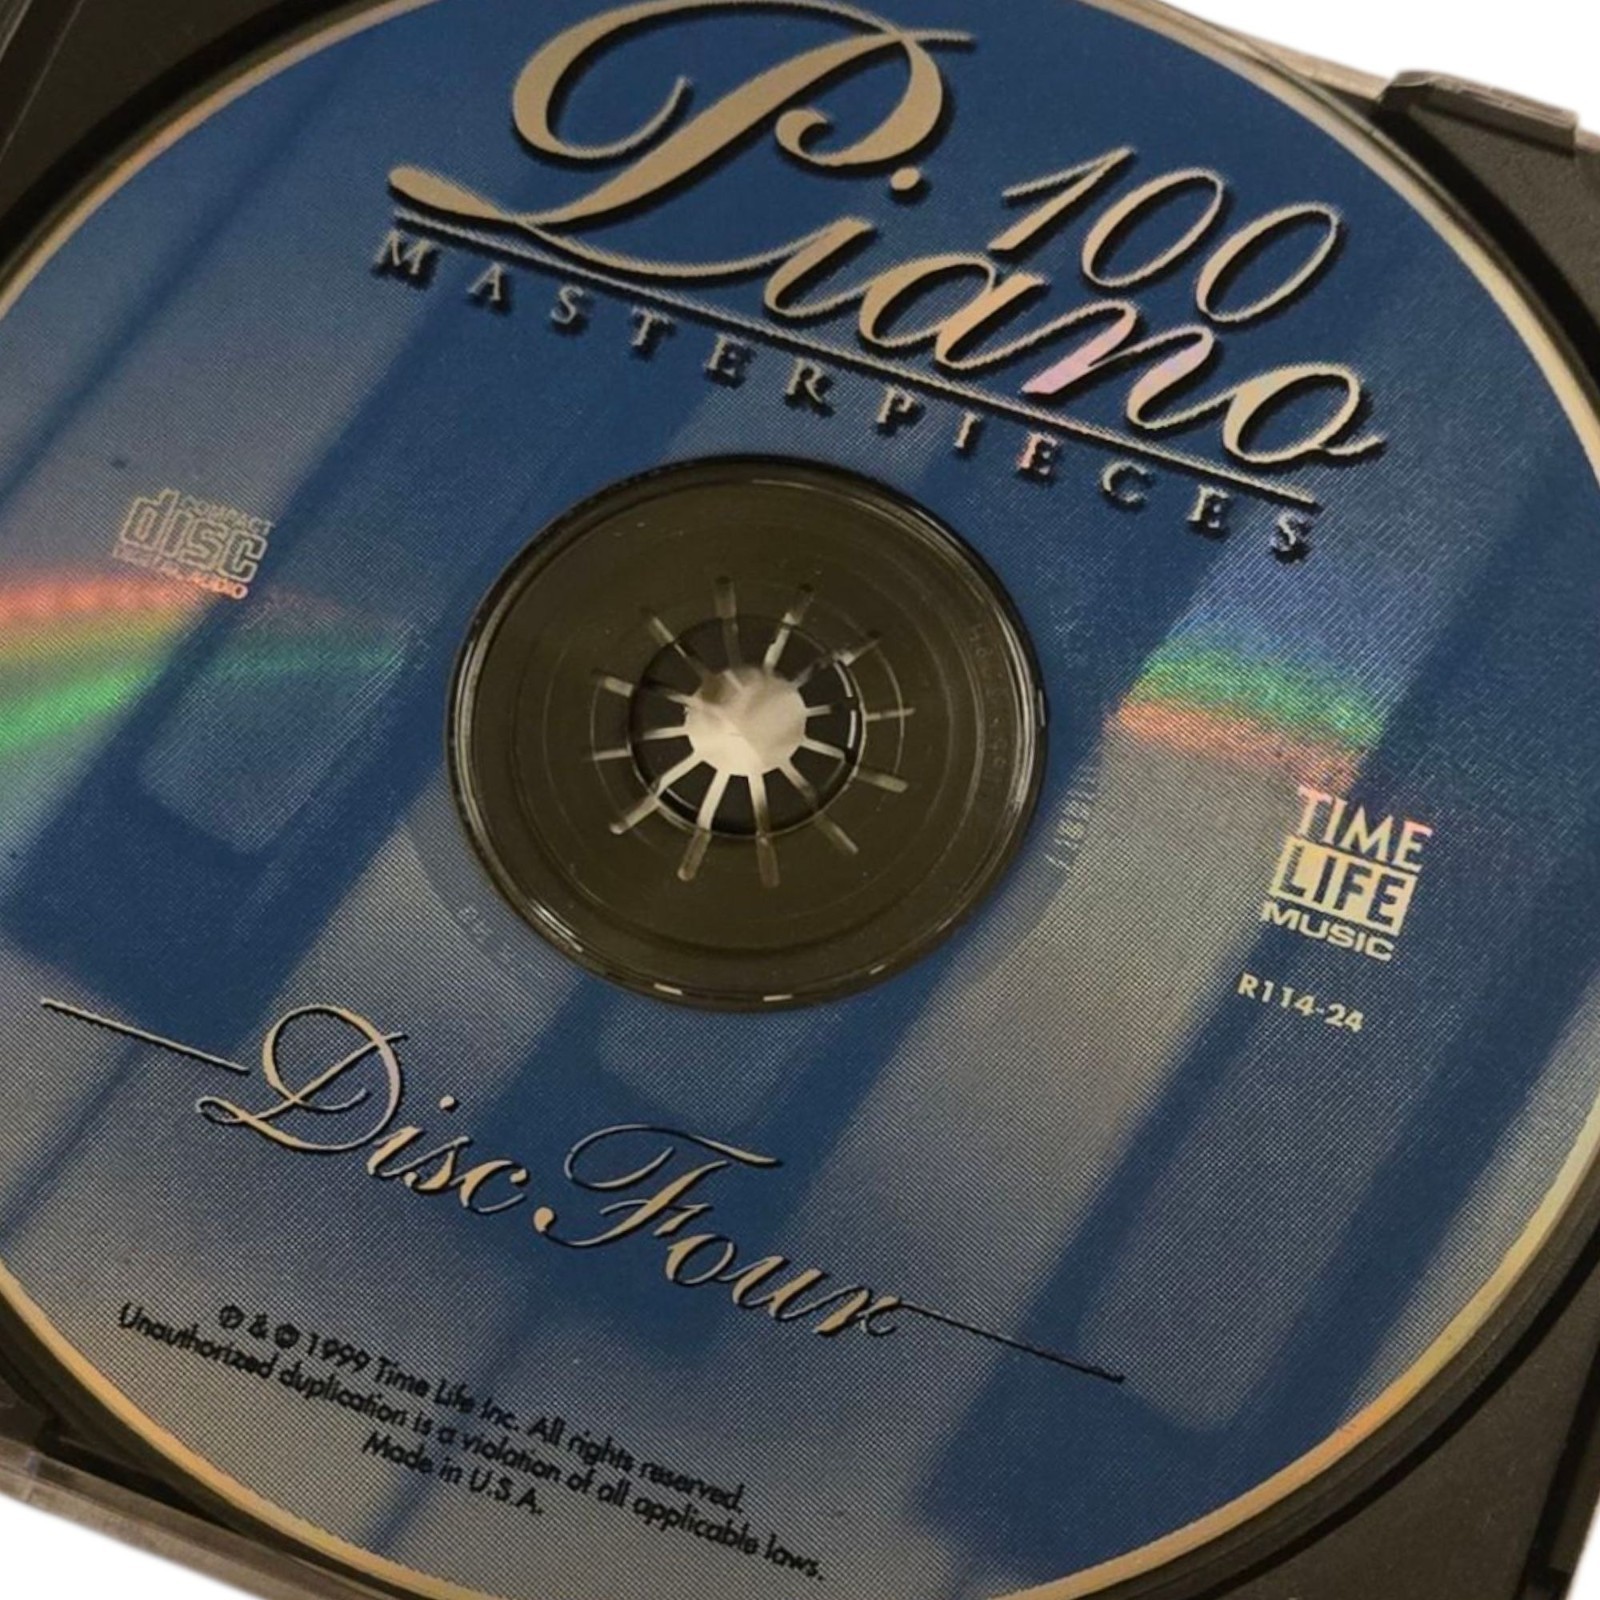 100
Piano
MASTERPIECES
COMPACT
disc
DIGITAL AUDIO
TIME
LIFE
MUSIC
R114-24
Disc Four
℗ & © 1999 Time Life Inc. All rights reserved.
Unauthorized duplication is a violation of all applicable laws.
Made in U.S.A.